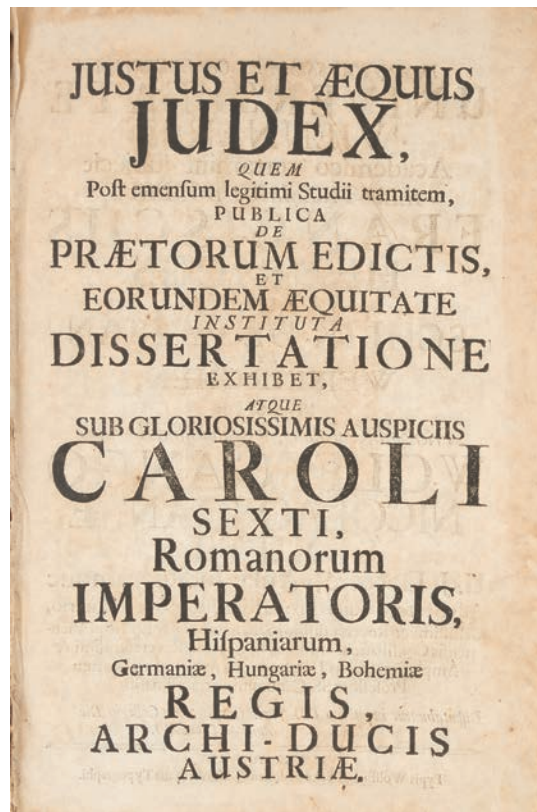 JUSTUS ET ÆQUUS
JUDEX,
QUEM
Poſt emenſum legitimi Studii tramitem,
PUBLICA
DE
PRÆTORUM EDICTIS,
ET
EORUNDEM ÆQUITATE
INSTITUTA
DISSERTATIONE
EXHIBET,
ATQUE
SUB GLORIOSISSIMIS AUSPICIIS
CAROLI
SEXTI,
Romanorum
IMPERATORIS,
Hiſpaniarum,
Germaniæ, Hungariæ, Bohemiæ
REGIS,
ARCHI-DUCIS
AUSTRIÆ.